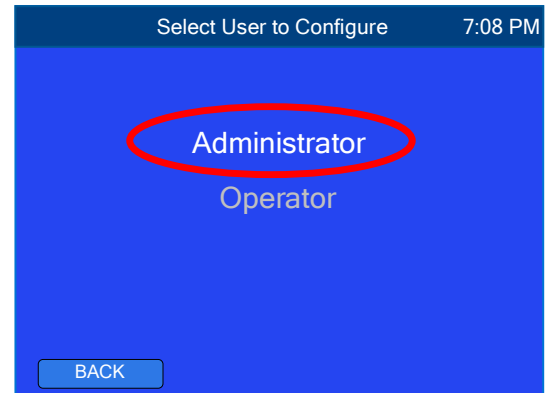 Select User to Configure 7:08 PM
Administrator
Operator
BACK